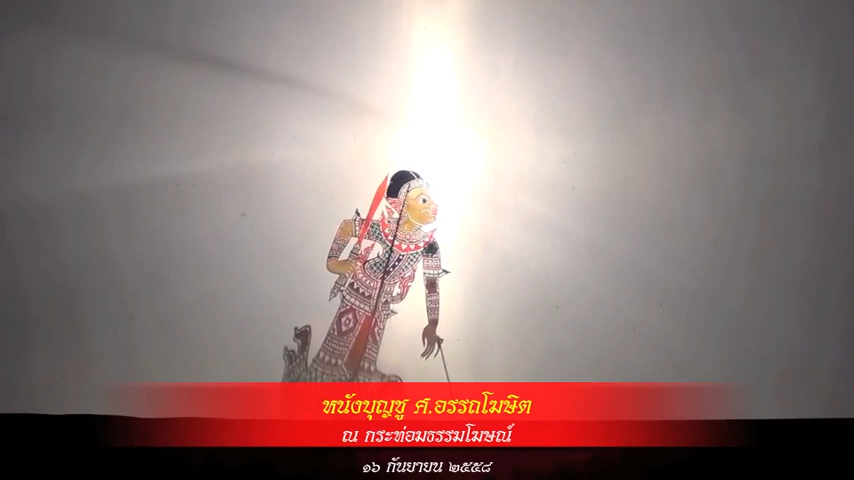 หนังบุญชู ศ.อรรถโฆษิต
ณ กระท่อมธรรมโฆษณ์
๑๖ กันยายน ๒๕๕๘